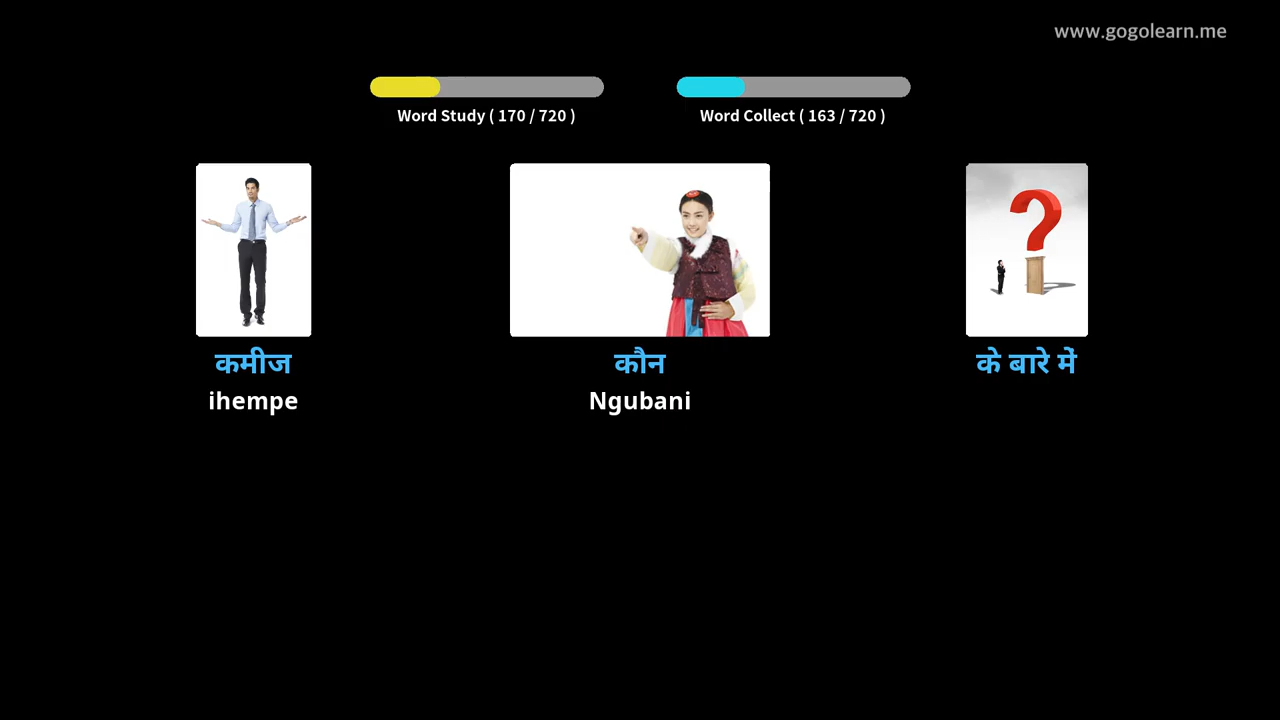 www.gogolearn.me
Word Study ( 170 / 720 )
Word Collect ( 163 / 720 )
कमीज
कौन
के बारे में
ihempe
Ngubani